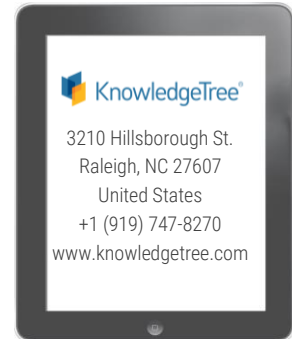 KnowledgeTree®
3210 Hillsborough St.
Raleigh, NC 27607
United States
+1 (919) 747-8270
www.knowledgetree.com